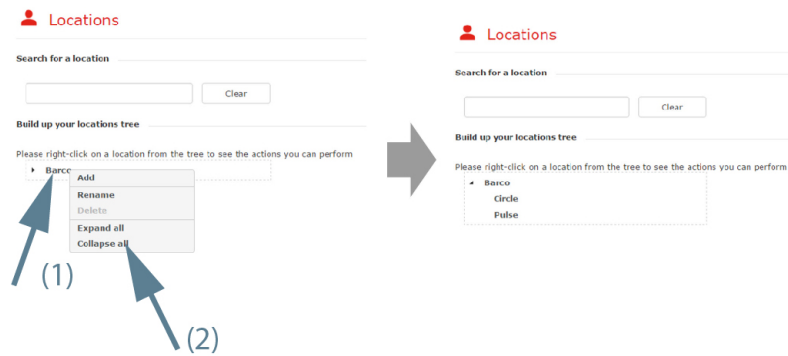 Locations
Search for a location
Clear
Build up your locations tree
Please right-click on a location from the tree to see the actions you can perform
Barco
Add
Rename
Delete
Expand all
Collapse all
(1)
(2)
Locations
Search for a location
Clear
Build up your locations tree
Please right-click on a location from the tree to see the actions you can perform
Barco
Circle
Pulse